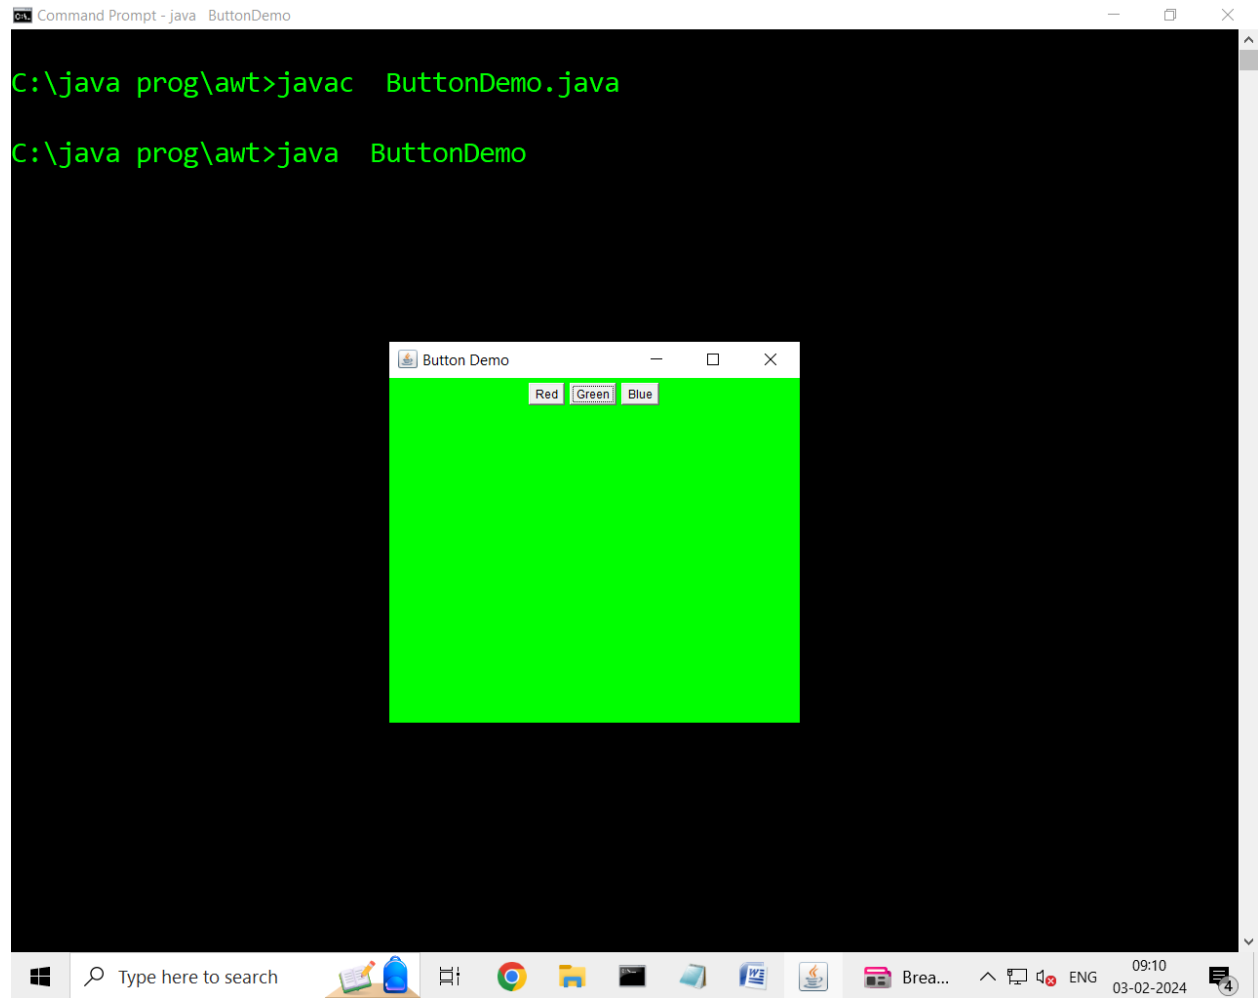 Command Prompt - java  ButtonDemo
C:\java prog\awt>javac  ButtonDemo.java
C:\java prog\awt>java  ButtonDemo
Button Demo
Red Green Blue
Type here to search
Brea...
ENG
09:10
03-02-2024
4